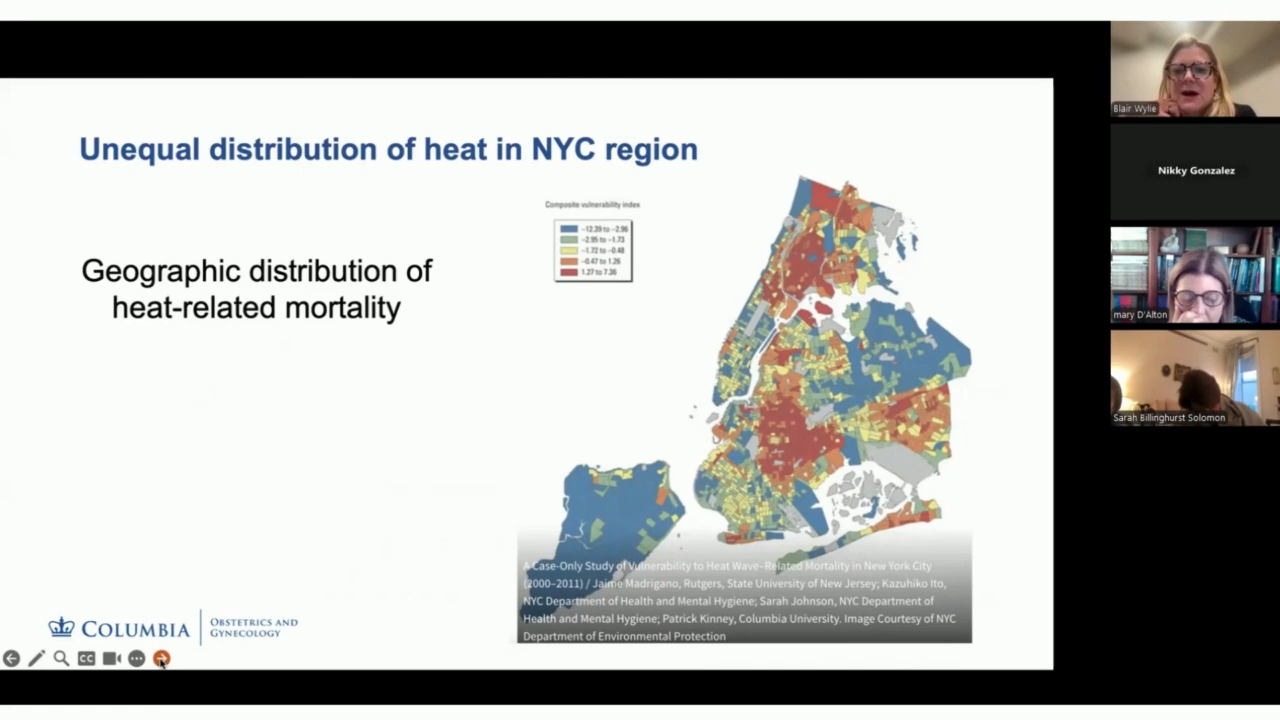 Unequal distribution of heat in NYC region
Geographic distribution of
heat-related mortality
Composite vulnerability index
−12.39 to −2.96
−2.95 to −1.73
−1.72 to −0.48
−0.47 to 1.26
1.27 to 7.36
A Case-Only Study of Vulnerability to Heat Wave–Related Mortality in New York City
(2000–2011) / Jaime Madrigano, Rutgers, State University of New Jersey; Kazuhiko Ito,
NYC Department of Health and Mental Hygiene; Sarah Johnson, NYC Department of
Health and Mental Hygiene; Patrick Kinney, Columbia University. Image Courtesy of NYC
Department of Environmental Protection
COLUMBIA
OBSTETRICS AND
GYNECOLOGY
CC
Blair Wylie
Nikky Gonzalez
mary D'Alton
Sarah Billinghurst Solomon